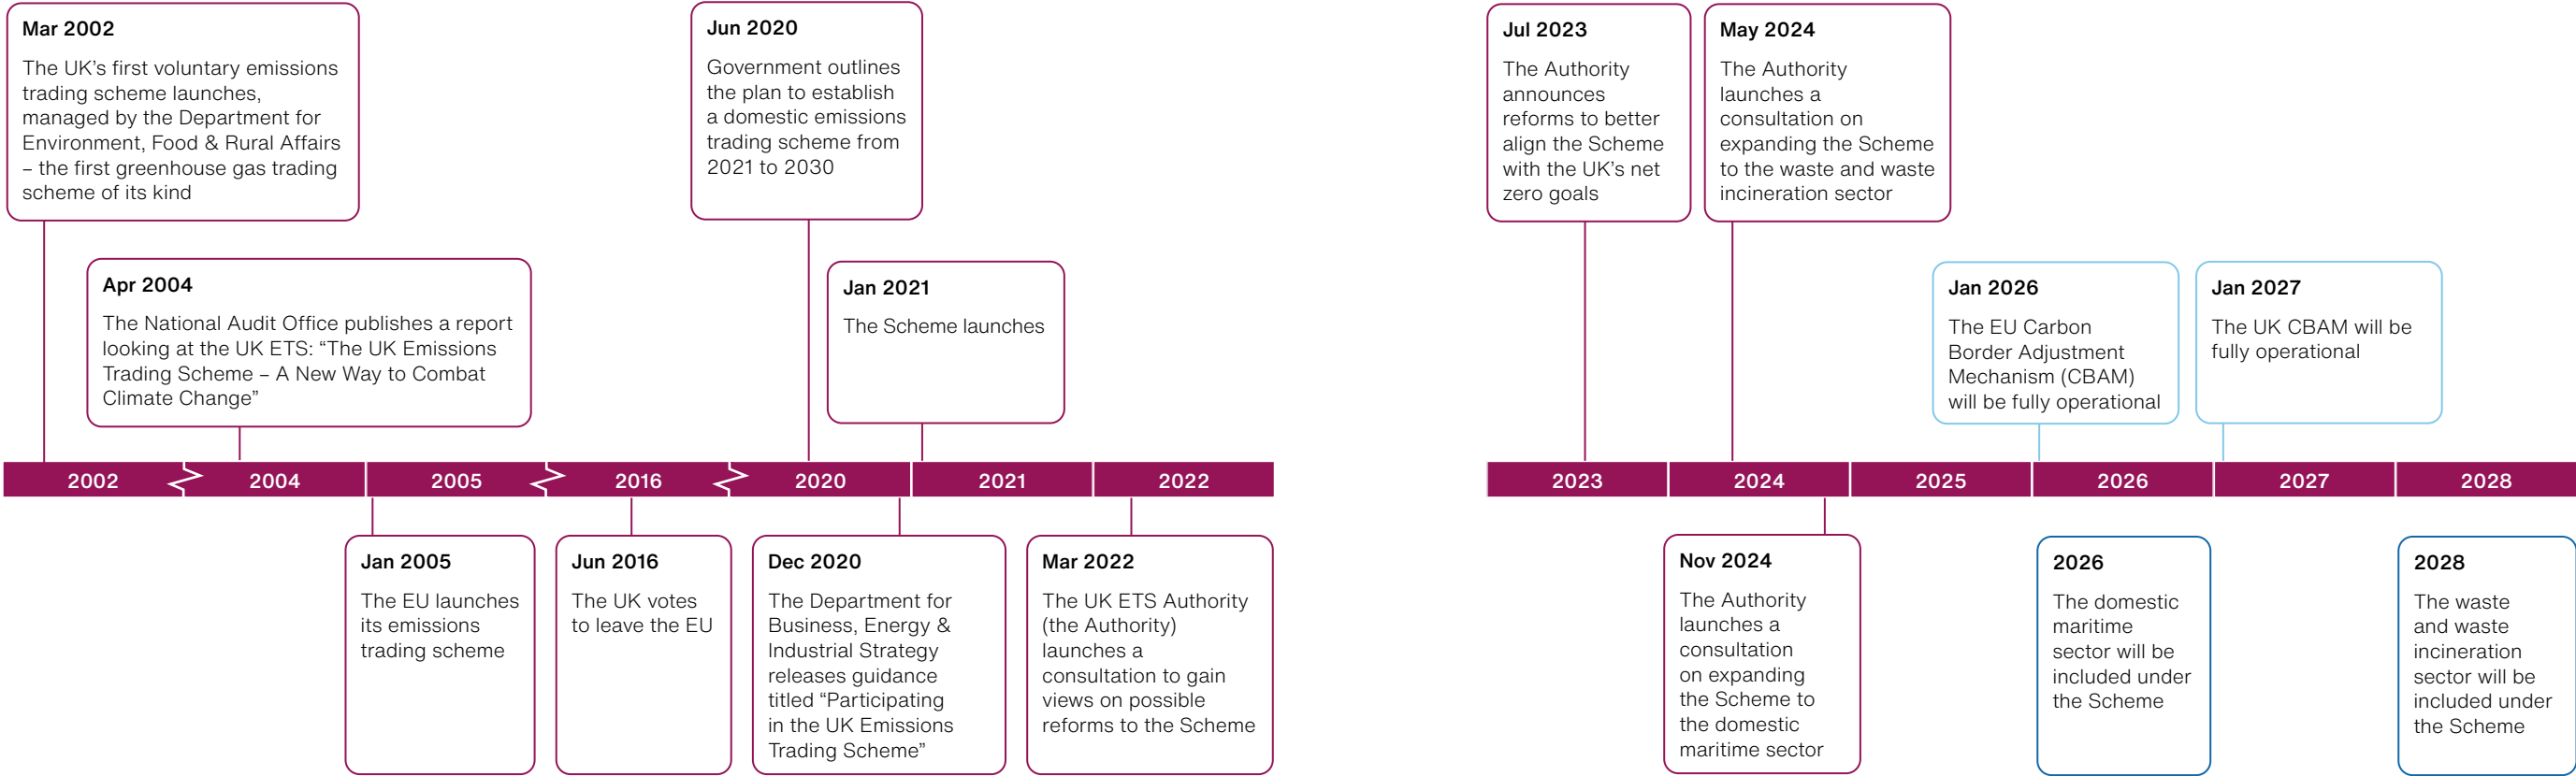 Mar 2002
The UK's first voluntary emissions
trading scheme launches,
managed by the Department for
Environment, Food & Rural Affairs
– the first greenhouse gas trading
scheme of its kind
Apr 2004
The National Audit Office publishes a report
looking at the UK ETS: “The UK Emissions
Trading Scheme – A New Way to Combat
Climate Change”
Jun 2020
Government outlines
the plan to establish
a domestic emissions
trading scheme from
2021 to 2030
Jan 2021
The Scheme launches
Jul 2023
The Authority
announces
reforms to better
align the Scheme
with the UK's net
zero goals
May 2024
The Authority
launches a
consultation on
expanding the Scheme
to the waste and waste
incineration sector
Jan 2026
The EU Carbon
Border Adjustment
Mechanism (CBAM)
will be fully operational
Jan 2027
The UK CBAM will be
fully operational
2002
2004
2005
2016
2020
2021
2022
2023
2024
2025
2026
2027
2028
Jan 2005
The EU launches
its emissions
trading scheme
Jun 2016
The UK votes
to leave the EU
Dec 2020
The Department for
Business, Energy &
Industrial Strategy
releases guidance
titled “Participating
in the UK Emissions
Trading Scheme”
Mar 2022
The UK ETS Authority
(the Authority)
launches a
consultation to gain
views on possible
reforms to the Scheme
Nov 2024
The Authority
launches a
consultation
on expanding
the Scheme to
the domestic
maritime sector
2026
The domestic
maritime
sector will be
included under
the Scheme
2028
The waste
and waste
incineration
sector will be
included under
the Scheme